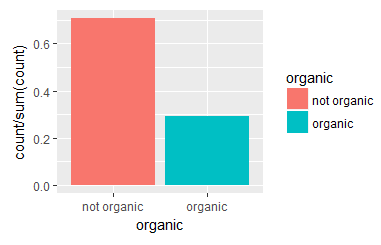 count/sum(count)
0.6
0.4
0.2
0.0
not organic
organic
organic
organic
not organic
organic